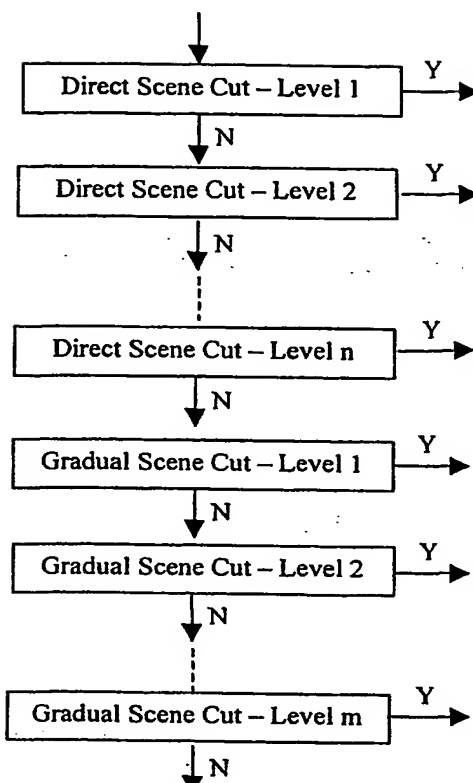 Direct Scene Cut – Level 1
Y
N
Direct Scene Cut – Level 2
Y
N
Direct Scene Cut – Level n
Y
N
Gradual Scene Cut – Level 1
Y
N
Gradual Scene Cut – Level 2
Y
N
Gradual Scene Cut – Level m
Y
N